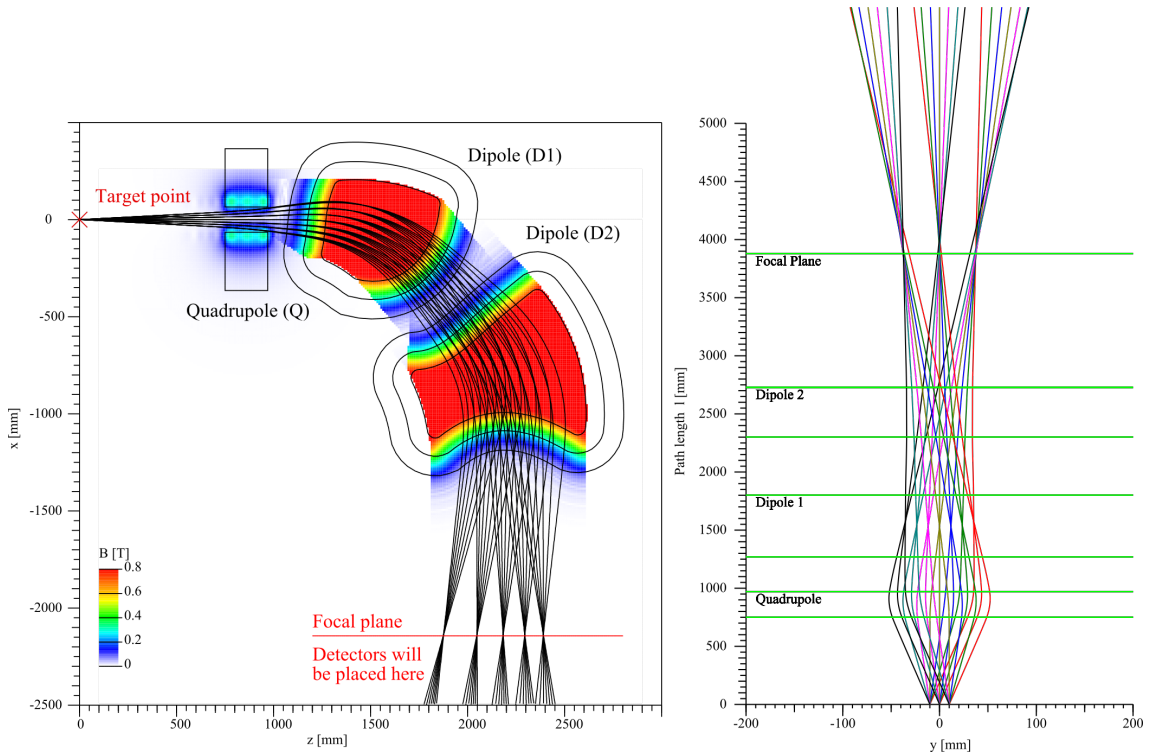 Dipole (D1)
Target point
Dipole (D2)
Quadrupole (Q)
0
-500
-1000
-1500
-2000
-2500
x [mm]
B [T]
0.8
0.6
0.4
0.2
0
Focal plane
Detectors will
be placed here
0
500
1000
1500
2000
2500
z [mm]
5000
4500
4000
3500
3000
2500
2000
1500
1000
500
0
Path length l [mm]
Focal Plane
Dipole 2
Dipole 1
Quadrupole
-200
-100
0
100
200
y [mm]